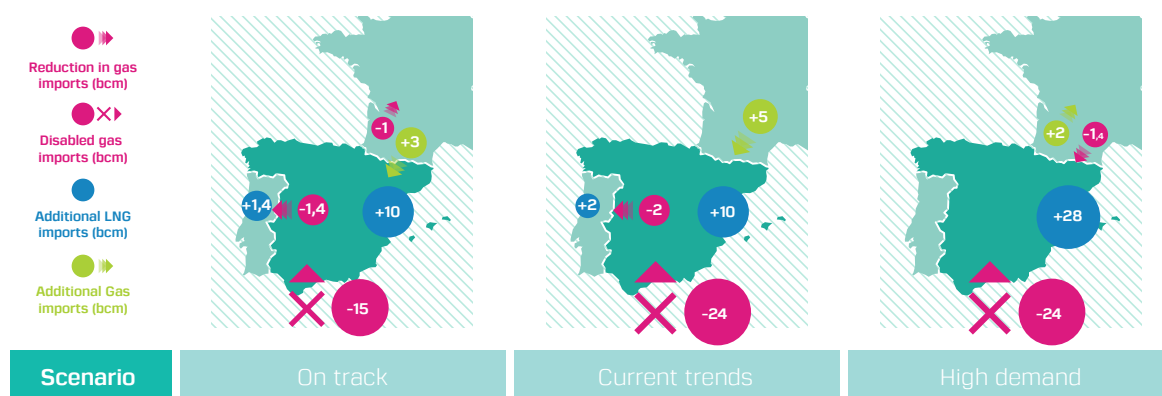 Reduction in gas
imports (bcm)
Disabled gas
imports (bcm)
Additional LNG
imports (bcm)
Additional Gas
imports (bcm)
-1
+3
+1,4
-1,4
+10
-15
+5
+2
-2
+10
-24
+2
-1,4
+28
-24
Scenario
On track
Current trends
High demand